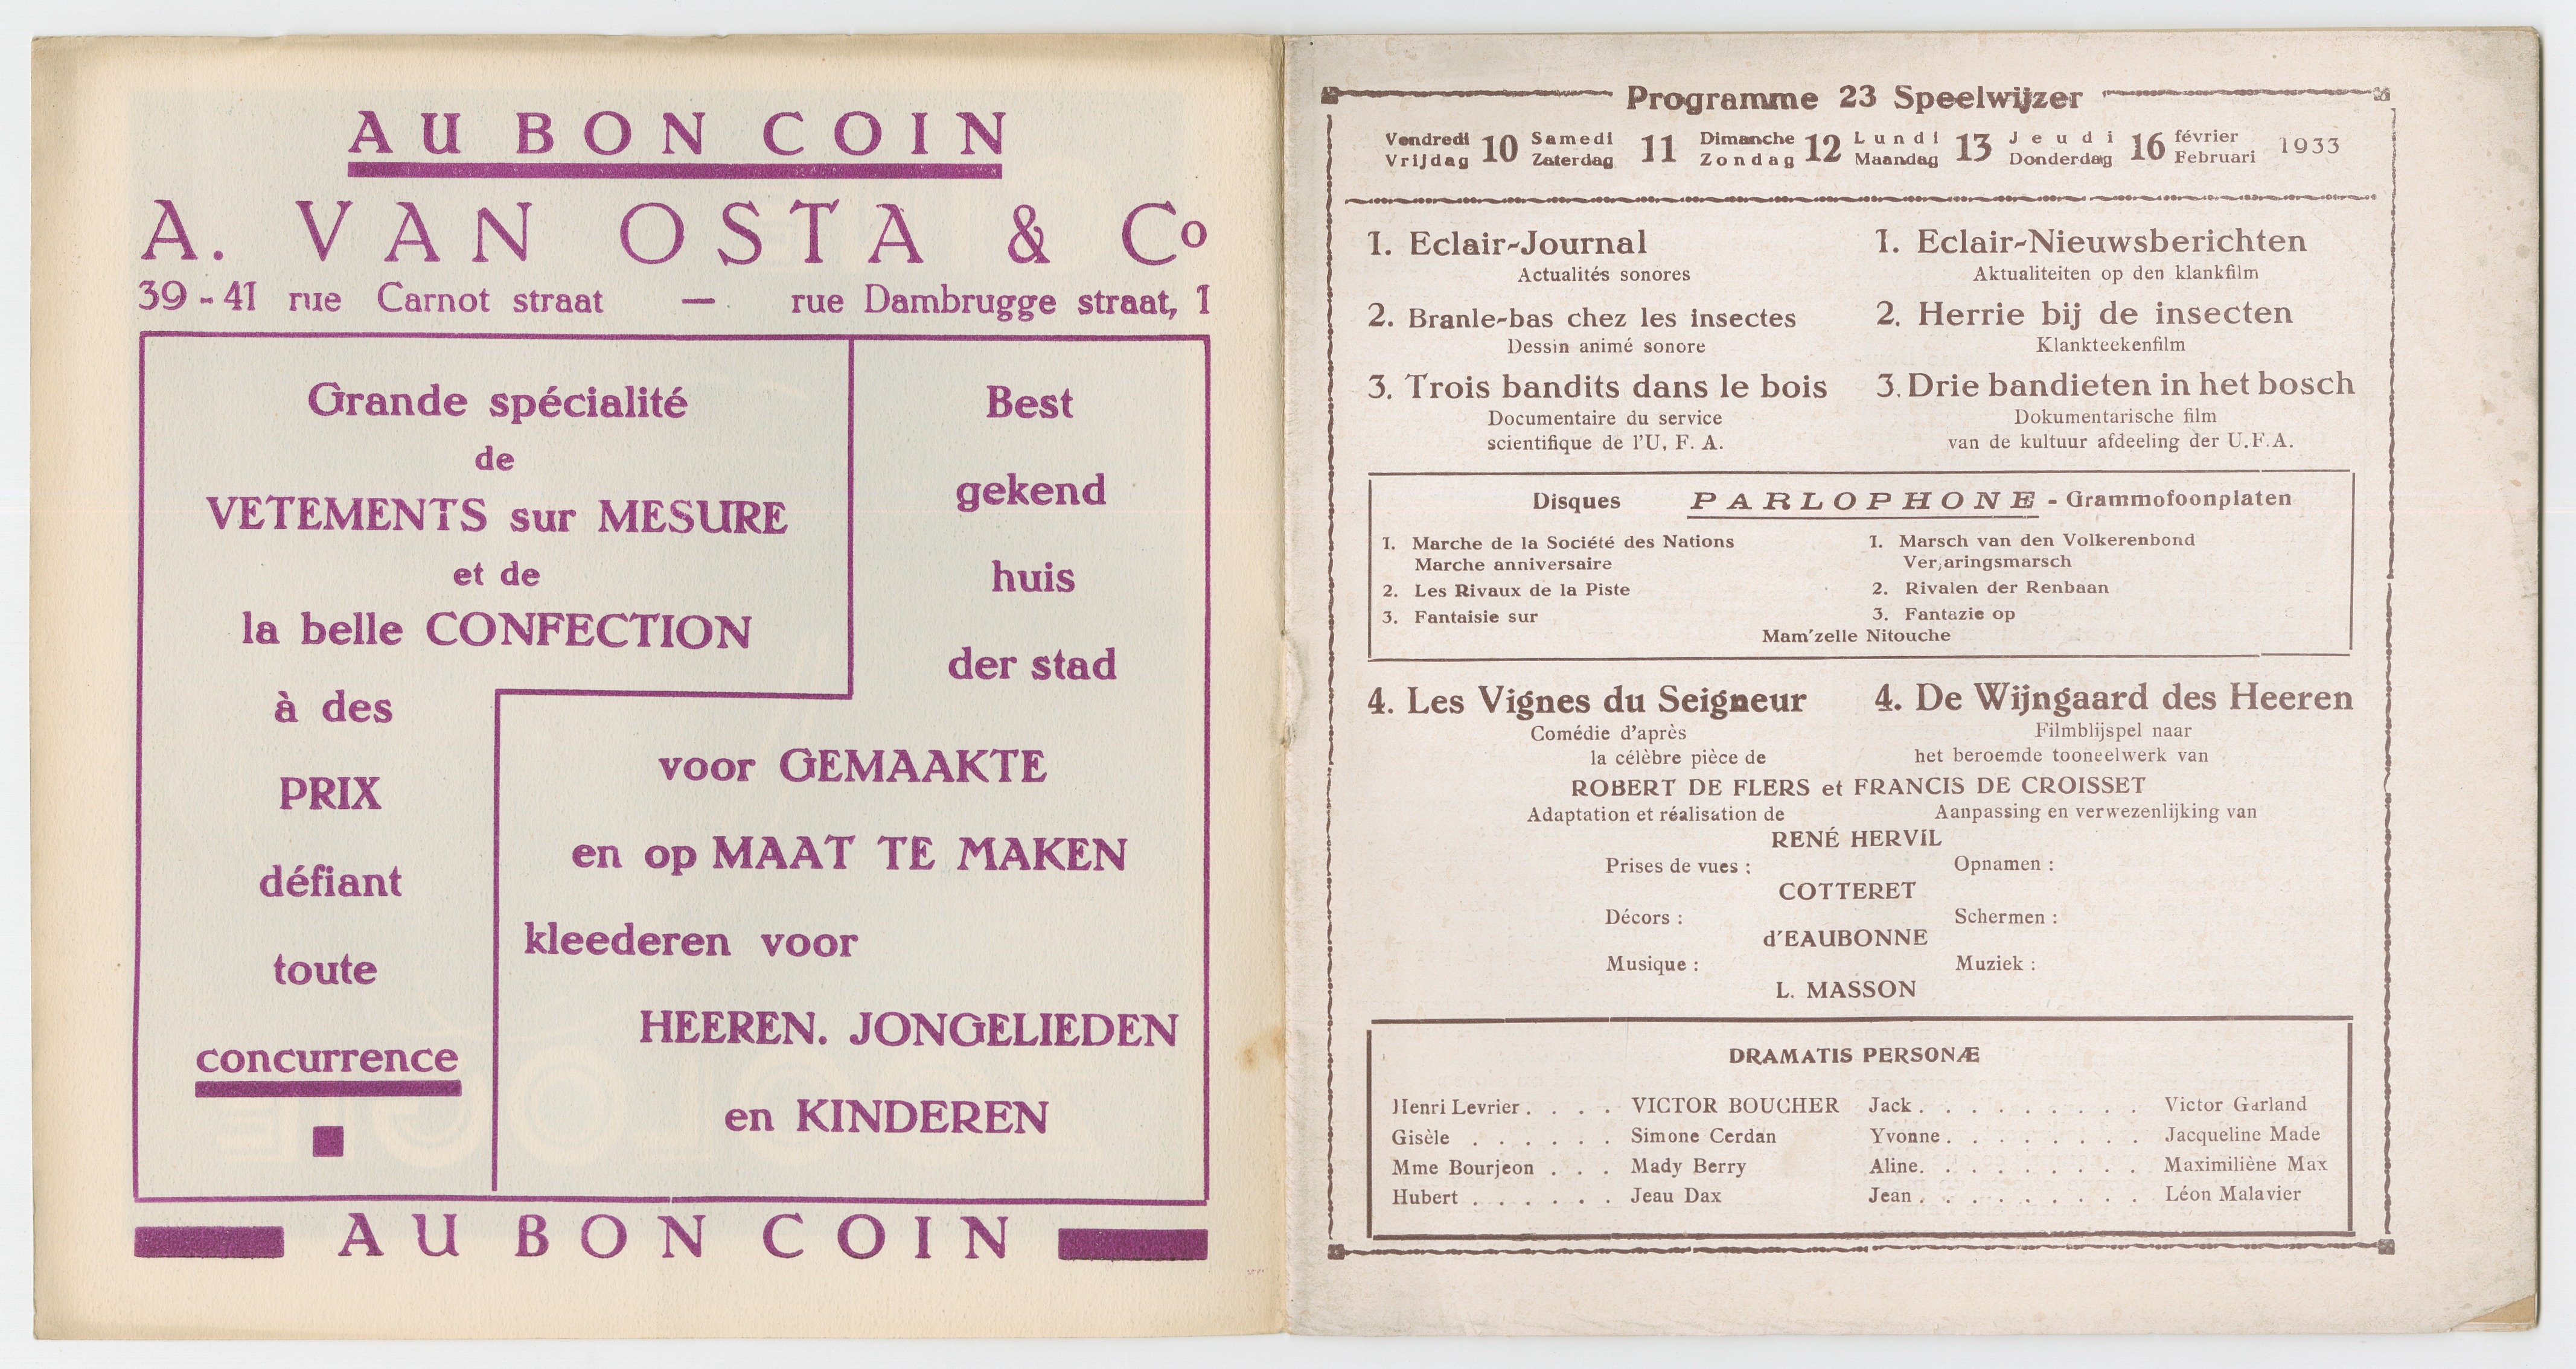 AU BON COIN
A. VAN OSTA & Co
39-41 rue Carnot straat — rue Dambrugge straat, 1
Grande spécialité
de
VETEMENTS sur MESURE
et de
la belle CONFECTION
à des
PRIX
défiant
toute
concurrence
Best
gekend
huis
der stad
voor GEMAAKTE
en op MAAT TE MAKEN
kleederen voor
HEEREN. JONGELIEDEN
en KINDEREN
AU BON COIN
Programme 23 Speelwijzer
Vendredi 10 Samedi 11 Dimanche 12 Lundi 13 Jeudi 16 février 1933
Vrijdag Zaterdag Zondag Maandag Donderdag Februari
1. Eclair-Journal
Actualités sonores
2. Branle-bas chez les insectes
Dessin animé sonore
3. Trois bandits dans le bois
Documentaire du service
scientifique de l'U, F. A.
1. Eclair-Nieuwsberichten
Aktualiteiten op den klankfilm
2. Herrie bij de insecten
Klankteekenfilm
3. Drie bandieten in het bosch
Dokumentarische film
van de kultuur afdeeling der U.F.A.
Disques PARLOPHONE - Grammofoonplaten
1. Marche de la Société des Nations
Marche anniversaire
2. Les Rivaux de la Piste
3. Fantaisie sur
1. Marsch van den Volkerenbond
Ver,aringsmarsch
2. Rivalen der Renbaan
3. Fantazie op
Mam'zelle Nitouche
4. Les Vignes du Seigneur
Comédie d'après
la célèbre pièce de
4. De Wijngaard des Heeren
Filmblijspel naar
het beroemde tooneelwerk van
ROBERT DE FLERS et FRANCIS DE CROISSET
Adaptation et réalisation de Aanpassing en verwezenlijking van
RENÉ HERVIL
Prises de vues : Opnamen :
COTTERET
Décors : Schermen :
d'EAUBONNE
Musique : Muziek :
L. MASSON
DRAMATIS PERSONÆ
Henri Levrier . . . . VICTOR BOUCHER Jack . . . . . . . . . Victor Garland
Gisèle . . . . . . Simone Cerdan Yvonne . . . . . . . . Jacqueline Made
Mme Bourjeon . . . Mady Berry Aline. . . . . . . . . Maximiliène Max
Hubert . . . . . . Jeau Dax Jean . . . . . . . . . Léon Malavier